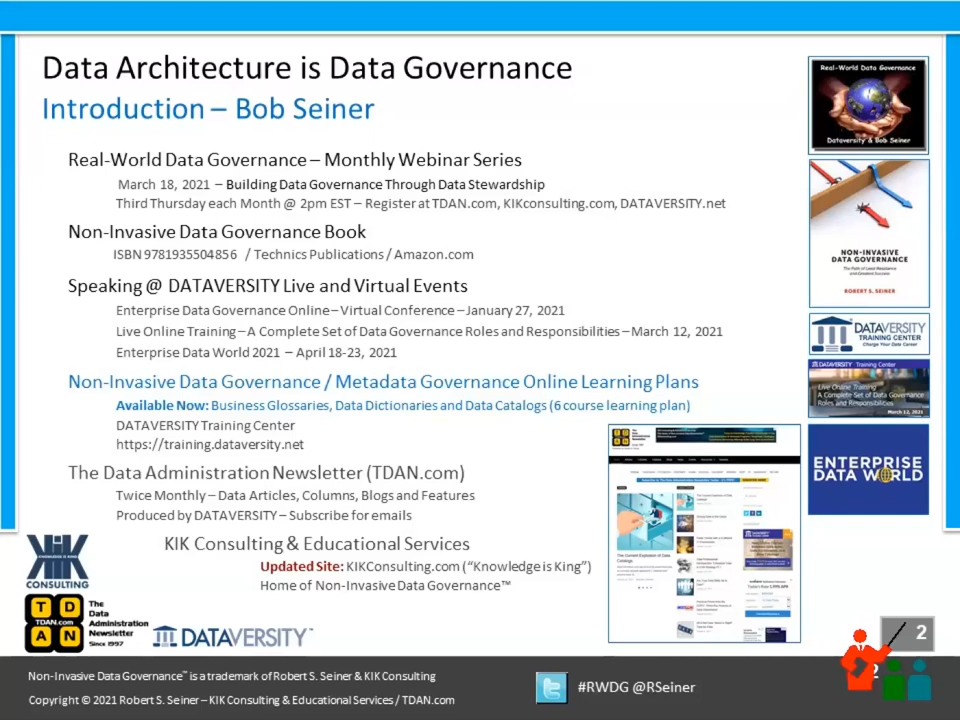 Data Architecture is Data Governance
Introduction – Bob Seiner
Real-World Data Governance – Monthly Webinar Series
March 18, 2021 – Building Data Governance Through Data Stewardship
Third Thursday each Month @ 2pm EST – Register at TDAN.com, KIKconsulting.com, DATAVERSITY.net
Non-Invasive Data Governance Book
ISBN 9781935504856 / Technics Publications / Amazon.com
Speaking @ DATAVERSITY Live and Virtual Events
Enterprise Data Governance Online – Virtual Conference – January 27, 2021
Live Online Training – A Complete Set of Data Governance Roles and Responsibilities – March 12, 2021
Enterprise Data World 2021 – April 18-23, 2021
Non-Invasive Data Governance / Metadata Governance Online Learning Plans
Available Now: Business Glossaries, Data Dictionaries and Data Catalogs (6 course learning plan)
DATAVERSITY Training Center
https://training.dataversity.net
The Data Administration Newsletter (TDAN.com)
Twice Monthly – Data Articles, Columns, Blogs and Features
Produced by DATAVERSITY – Subscribe for emails
KIK Consulting & Educational Services
Updated Site: KIKConsulting.com (“Knowledge is King”)
Home of Non-Invasive Data Governance™
Real-World Data Governance
Dataversity & Bob Seiner
NON-INVASIVE
DATA GOVERNANCE
The Path of Least Resistance
and Greatest Success
ROBERT S. SEINER
DATAVERSITY
TRAINING CENTER
Charge Your Data Career
DATAVERSITY Training Center
Live Online Training
A Complete Set of Data Governance
Roles and Responsibilities
March 12, 2021
ENTERPRISE
DATA WORLD
KIK
KNOWLEDGE IS KING
CONSULTING
TD
TDAN.com
AN
The
Data
Administration
Newsletter
Since 1997
DATAVERSITY™
2
2
Non-Invasive Data Governance™ is a trademark of Robert S. Seiner & KIK Consulting
Copyright © 2021 Robert S. Seiner – KIK Consulting & Educational Services / TDAN.com
#RWDG @RSeiner